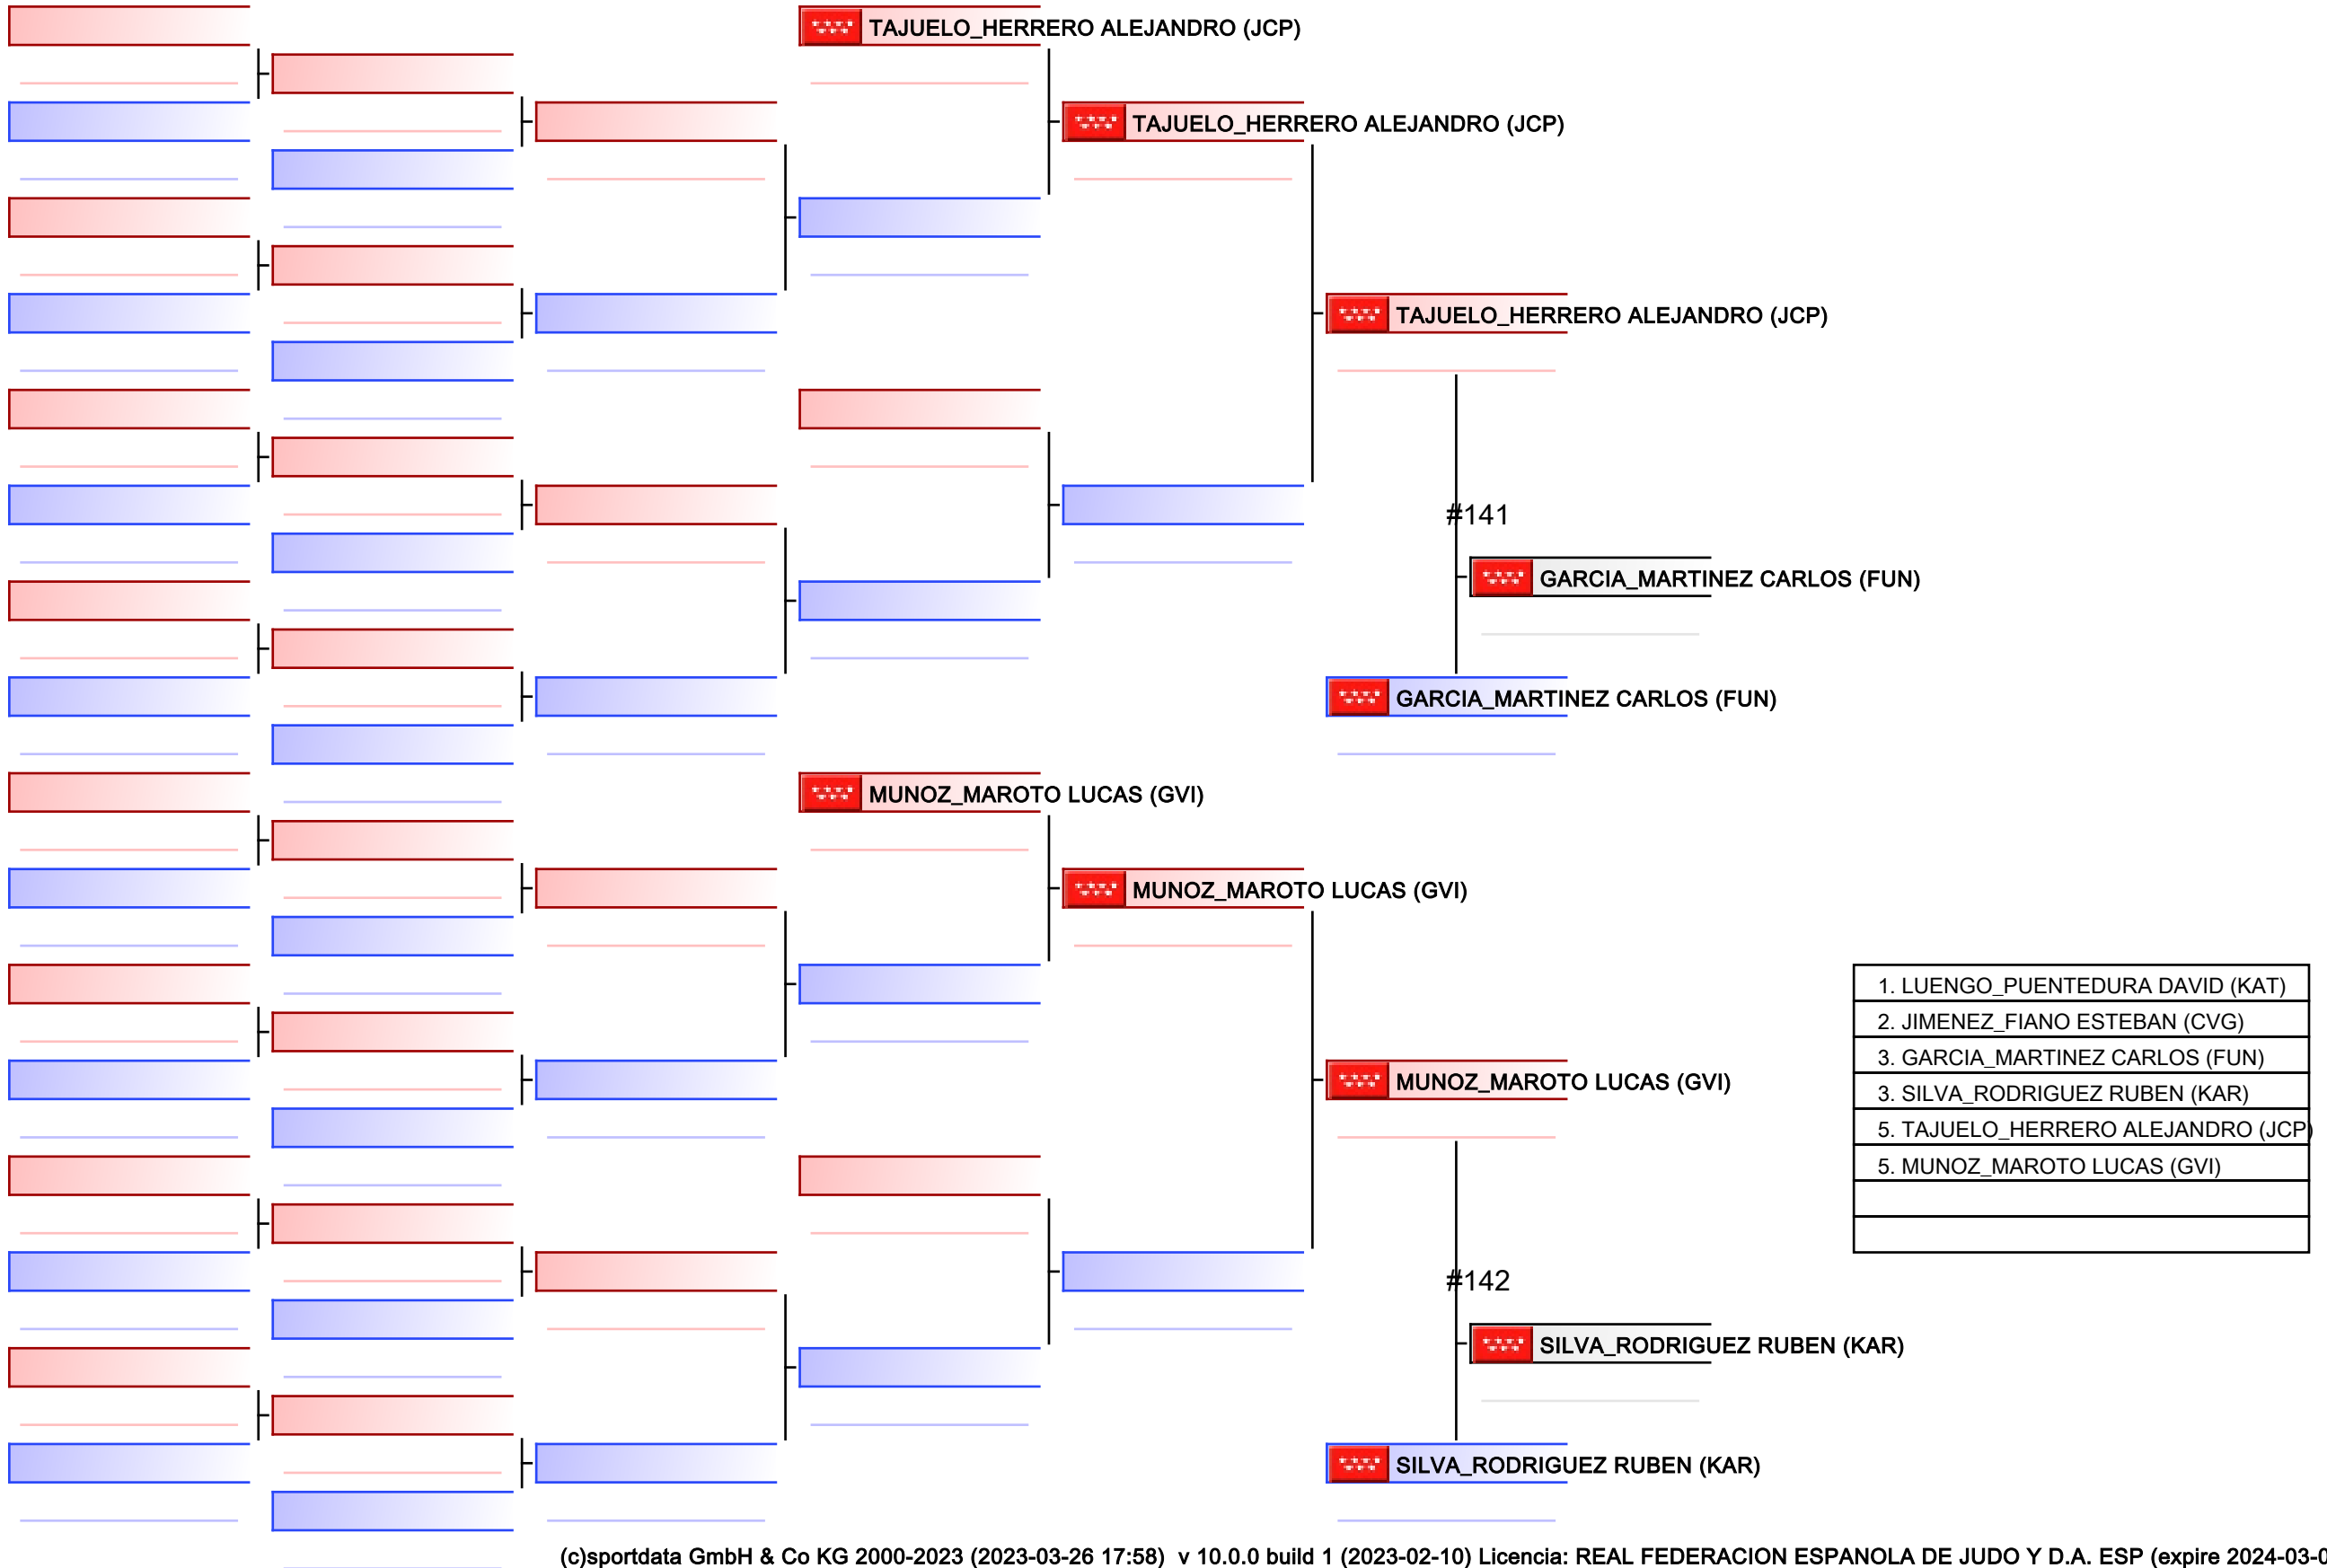 TAJUELO_HERRERO ALEJANDRO (JCP)
TAJUELO_HERRERO ALEJANDRO (JCP)
TAJUELO_HERRERO ALEJANDRO (JCP)
#141
GARCIA_MARTINEZ CARLOS (FUN)
GARCIA_MARTINEZ CARLOS (FUN)
MUNOZ_MAROTO LUCAS (GVI)
MUNOZ_MAROTO LUCAS (GVI)
MUNOZ_MAROTO LUCAS (GVI)
#142
SILVA_RODRIGUEZ RUBEN (KAR)
SILVA_RODRIGUEZ RUBEN (KAR)
1. LUENGO_PUENTEDURA DAVID (KAT)
2. JIMENEZ_FIANO ESTEBAN (CVG)
3. GARCIA_MARTINEZ CARLOS (FUN)
3. SILVA_RODRIGUEZ RUBEN (KAR)
5. TAJUELO_HERRERO ALEJANDRO (JCP)
5. MUNOZ_MAROTO LUCAS (GVI)
(c)sportdata GmbH & Co KG 2000-2023 (2023-03-26 17:58) v 10.0.0 build 1 (2023-02-10) Licencia: REAL FEDERACION ESPANOLA DE JUDO Y D.A. ESP (expire 2024-03-0